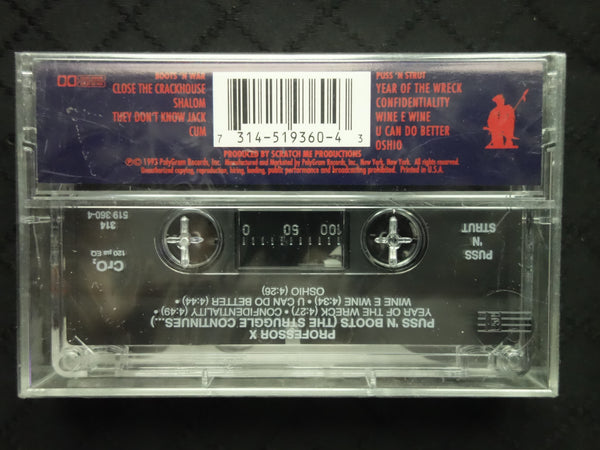 BOOTS 'N WAR
CLOSE THE CRACKHOUSE
SHALOM
THEY DON'T KNOW JACK
CUM
7 314-519360-4 3
PUSS 'N STRUT
YEAR OF THE WRECK
CONFIDENTIALITY
WINE E WINE
U CAN DO BETTER
OSHIO
PRODUCED BY SCRATCH ME PRODUCTIONS
℗© 1993 PolyGram Records, Inc. Manufactured and Marketed by PolyGram Records, Inc. New York, New York. All rights reserved.
Unauthorized copying, reproduction, hiring, lending, public performance and broadcasting prohibited. Printed in U.S.A.
PROFESSOR X
PUSS 'N BOOTS (THE STRUGGLE CONTINUES...)
YEAR OF THE WRECK (4:27) • CONFIDENTIALITY (4:49) •
WINE E WINE (4:34) • U CAN DO BETTER (4:44) •
OSHIO (4:26)
PUSS
'N
STRUT
100 50 0
CrO2
120 µs EQ
314
519 360-4